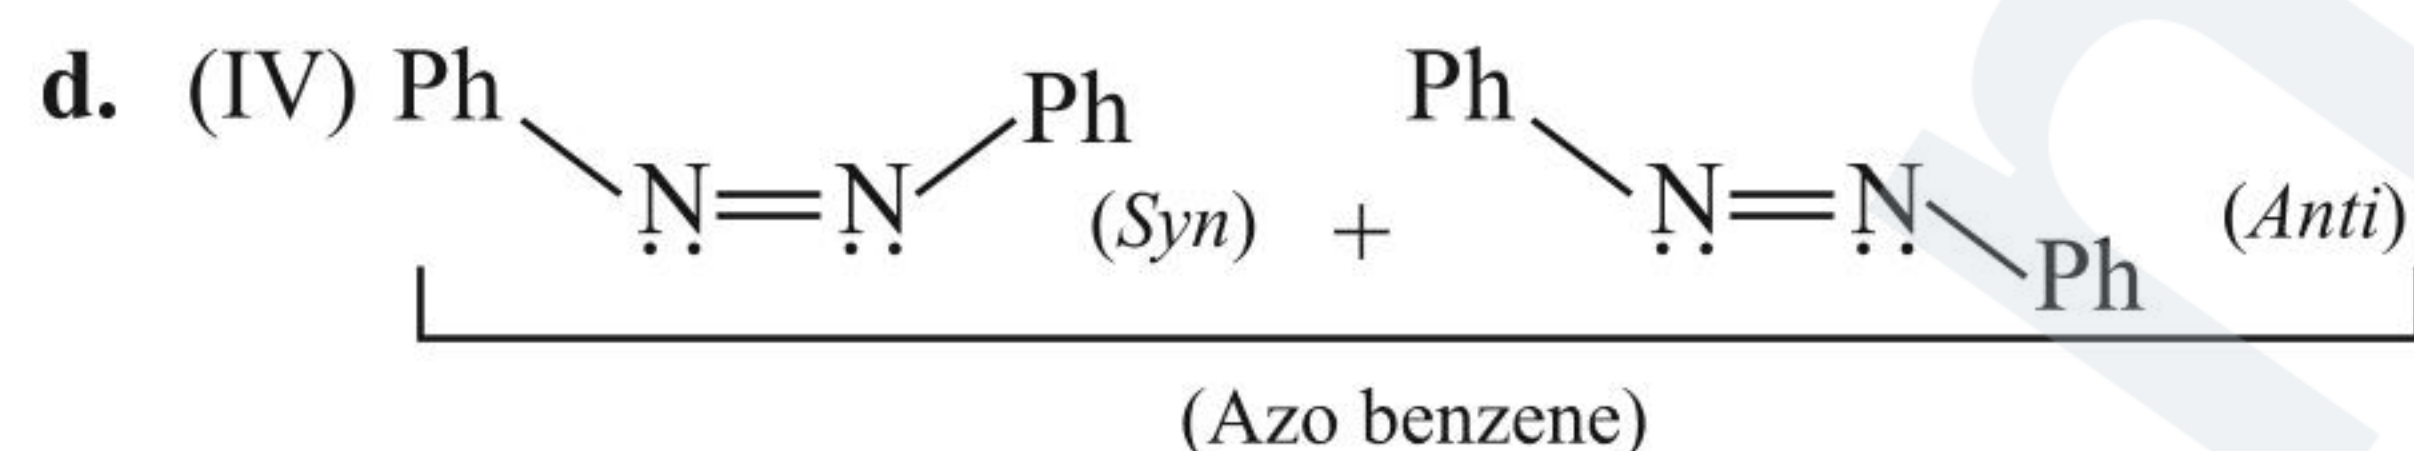 d. (IV) Ph Ph Ph
N=N (Syn) + N=N (Anti)
Ph
(Azo benzene)